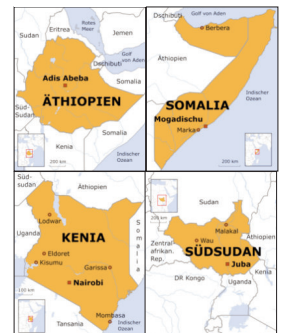 Sudan
Eritrea
Rotes
Meer
Jemen
Golf
von Aden
Dschibuti
Adis Abeba
Somalia
ÄTHIOPIEN
Süd-
Sudan
Somalia
Kenia
Indischer
Ozean
200 km
Dschibuti
Golf von Aden
Berbera
Äthiopien
SOMALIA
Mogadischu
Marka
Kenia
Indischer
Ozean
200 km
Süd-
sudan
Äthiopien
Lodwar
Uganda
KENIA
Somalia
Eldoret
Kisumu
Garissa
Nairobi
100 km
Mombasa
Tansania
Indischer
Ozean
Sudan
Malakal
Zentral-
afrikan.
Rep.
Wau
Äthiopien
SÜDSUDAN
Juba
DR Kongo
Uganda
Kenia
200 km